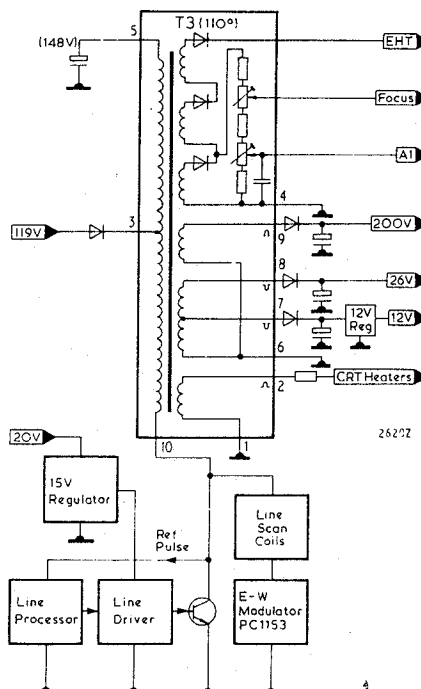 T3 (110°)
5
(148V)
EHT
Focus
A1
4
119V
3
200V
9
8
26V
7
12V
Reg
12V
6
2
CRT Heaters
2620Z
10
1
20V
15V
Regulator
Ref
Pulse
Line
Scan
Coils
Line
Processor
Line
Driver
E-W
Modulator
PC1153